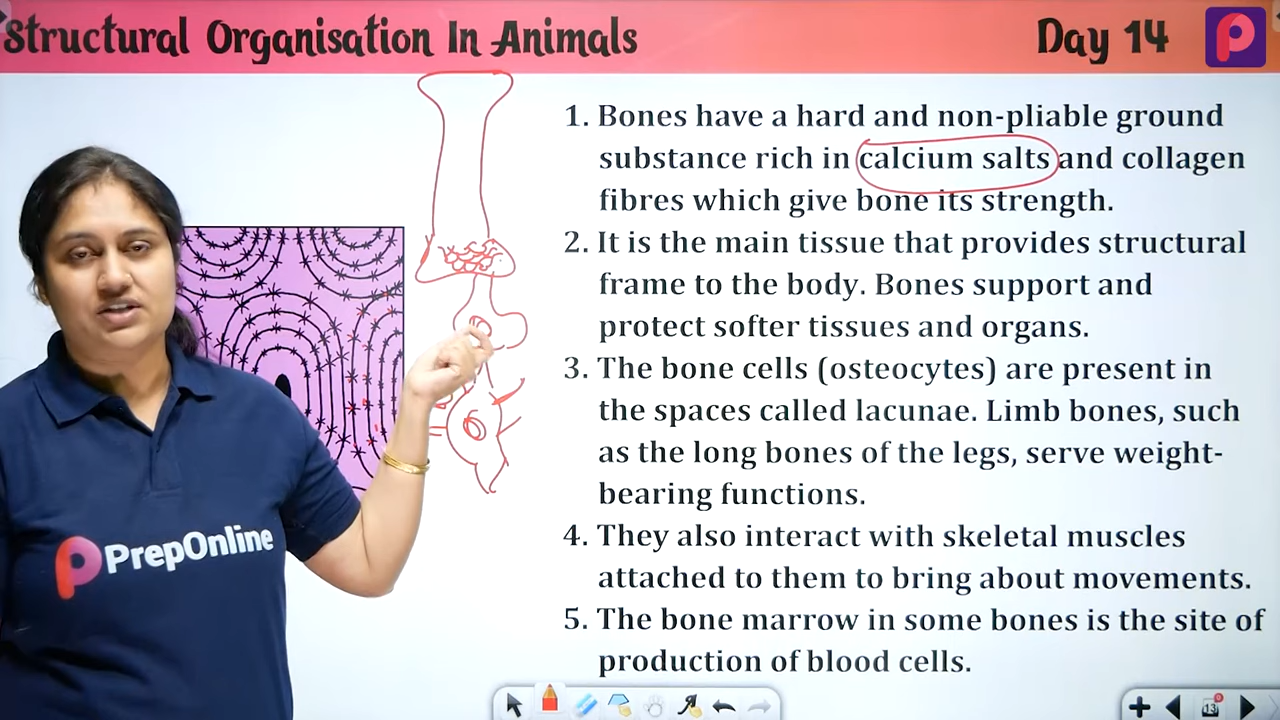 Structural Organisation In Animals
Day 14
1. Bones have a hard and non-pliable ground
substance rich in calcium salts and collagen
fibres which give bone its strength.
2. It is the main tissue that provides structural
frame to the body. Bones support and
protect softer tissues and organs.
3. The bone cells (osteocytes) are present in
the spaces called lacunae. Limb bones, such
as the long bones of the legs, serve weight-
bearing functions.
4. They also interact with skeletal muscles
attached to them to bring about movements.
5. The bone marrow in some bones is the site of
production of blood cells.
PrepOnline
13